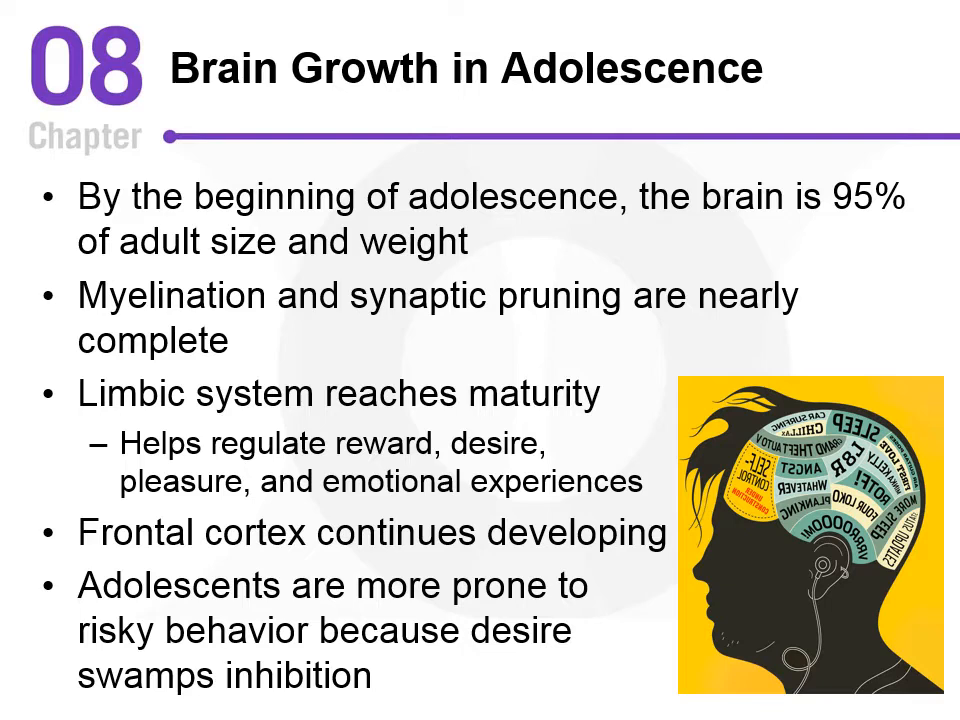 08
Chapter
Brain Growth in Adolescence
• By the beginning of adolescence, the brain is 95%
of adult size and weight
• Myelination and synaptic pruning are nearly
complete
• Limbic system reaches maturity
– Helps regulate reward, desire,
pleasure, and emotional experiences
• Frontal cortex continues developing
• Adolescents are more prone to
risky behavior because desire
swamps inhibition
CAR SURFING
CHILLAX
SLEEP
GRAND THEFT AUTO V
L8R
FIRST LOVE
SELF-
CONTROL
UNDER
CONSTRUCTION
ANGST
WHATEVER
PLANKING
ROTF!
FOUR LOKO
MORE SLEEP
STATUS UPDATES
VRRROOOOM!